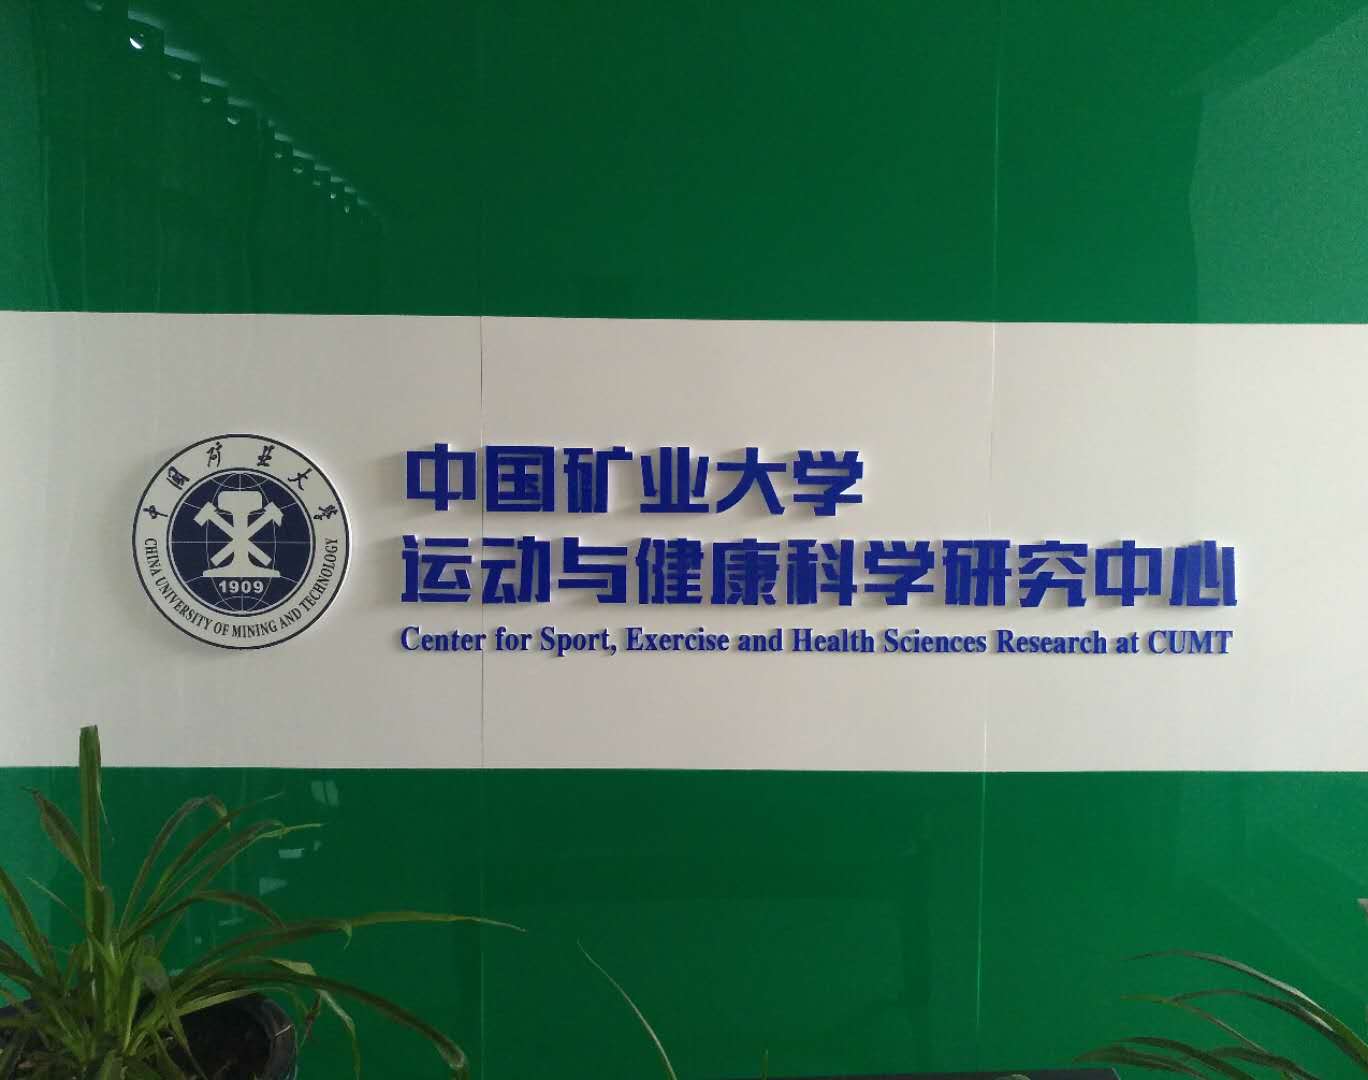 中国矿业大学
CHINA UNIVERSITY OF MINING AND TECHNOLOGY
1909
中国矿业大学
运动与健康科学研究中心
Center for Sport, Exercise and Health Sciences Research at CUMT